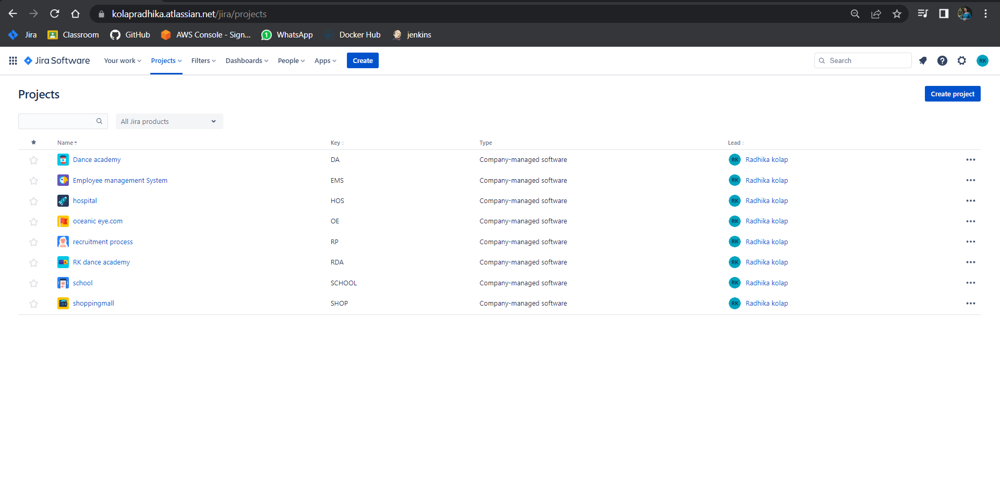 kolapradhika.atlassian.net/jira/projects
Jira Classroom GitHub AWS Console - Sign... 1 WhatsApp Docker Hub jenkins
Jira Software Your work Projects Filters Dashboards People Apps Create Search ? RK
Projects Create project
All Jira products
Name Key Type Lead
Dance academy DA Company-managed software RK Radhika kolap
Employee management System EMS Company-managed software RK Radhika kolap
hospital HOS Company-managed software RK Radhika kolap
oceanic eye.com OE Company-managed software RK Radhika kolap
recruitment process RP Company-managed software RK Radhika kolap
RK dance academy RDA Company-managed software RK Radhika kolap
school SCHOOL Company-managed software RK Radhika kolap
shoppingmall SHOP Company-managed software RK Radhika kolap